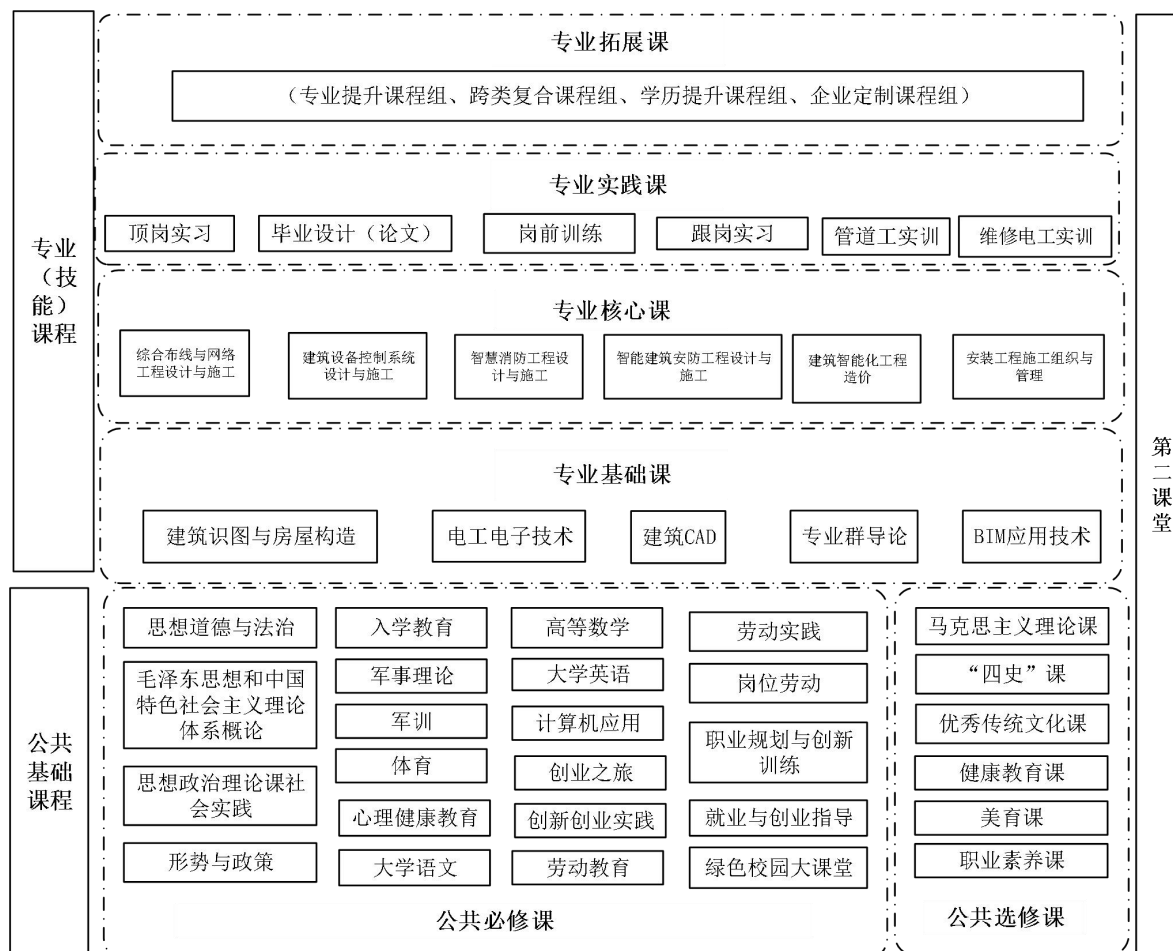 专业拓展课
（专业提升课程组、跨类复合课程组、学历提升课程组、企业定制课程组）
专业
（技
能）
课程
专业实践课
顶岗实习
毕业设计（论文）
岗前训练
跟岗实习
管道工实训
维修电工实训
专业核心课
综合布线与网络
工程设计与施工
建筑设备控制系统
设计与施工
智慧消防工程设
计与施工
智能建筑安防工程设计与
施工
建筑智能化工程
造价
安装工程施工组织与
管理
专业基础课
建筑识图与房屋构造
电工电子技术
建筑CAD
专业群导论
BIM应用技术
公共
基础
课程
思想道德与法治
毛泽东思想和中国
特色社会主义理论
体系概论
思想政治理论课社
会实践
形势与政策
入学教育
军事理论
军训
体育
心理健康教育
大学语文
高等数学
大学英语
计算机应用
创业之旅
创新创业实践
劳动教育
劳动实践
岗位劳动
职业规划与创新
训练
就业与创业指导
绿色校园大课堂
公共必修课
马克思主义理论课
“四史”课
优秀传统文化课
健康教育课
美育课
职业素养课
公共选修课
第
二
课
堂